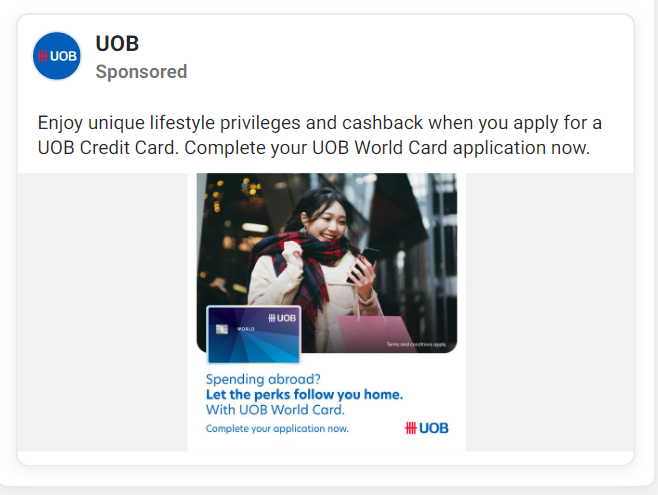 UOB
UOB
Sponsored
Enjoy unique lifestyle privileges and cashback when you apply for a
UOB Credit Card. Complete your UOB World Card application now.
UOB
WORLD
Terms and conditions apply.
Spending abroad?
Let the perks follow you home.
With UOB World Card.
Complete your application now.
UOB